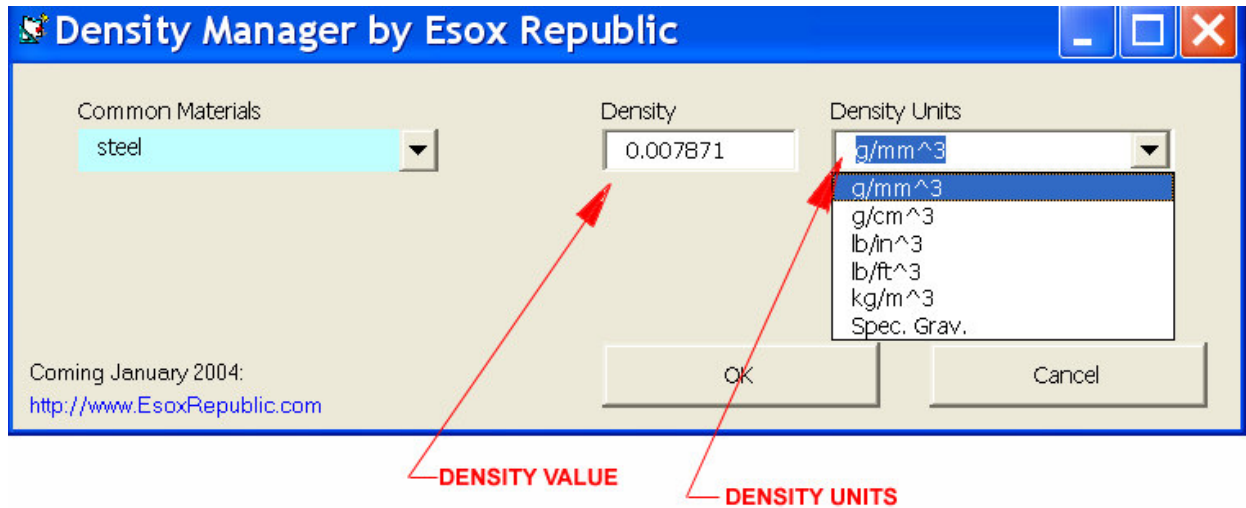 Density Manager by Esox Republic
Common Materials
Density
Density Units
steel
0.007871
g/mm^3
g/mm^3
g/cm^3
lb/in^3
lb/ft^3
kg/m^3
Spec. Grav.
Coming January 2004:
http://www.EsoxRepublic.com
OK
Cancel
DENSITY VALUE
DENSITY UNITS